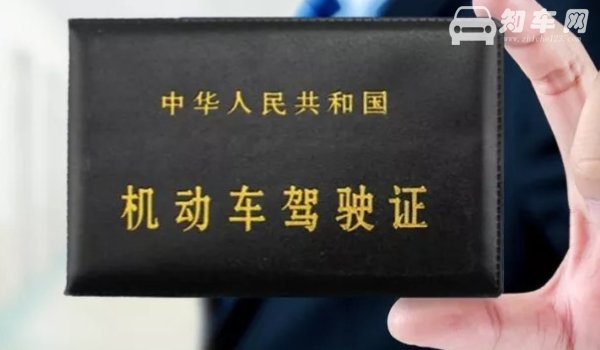 知车网
中华人民共和国
机动车驾驶证